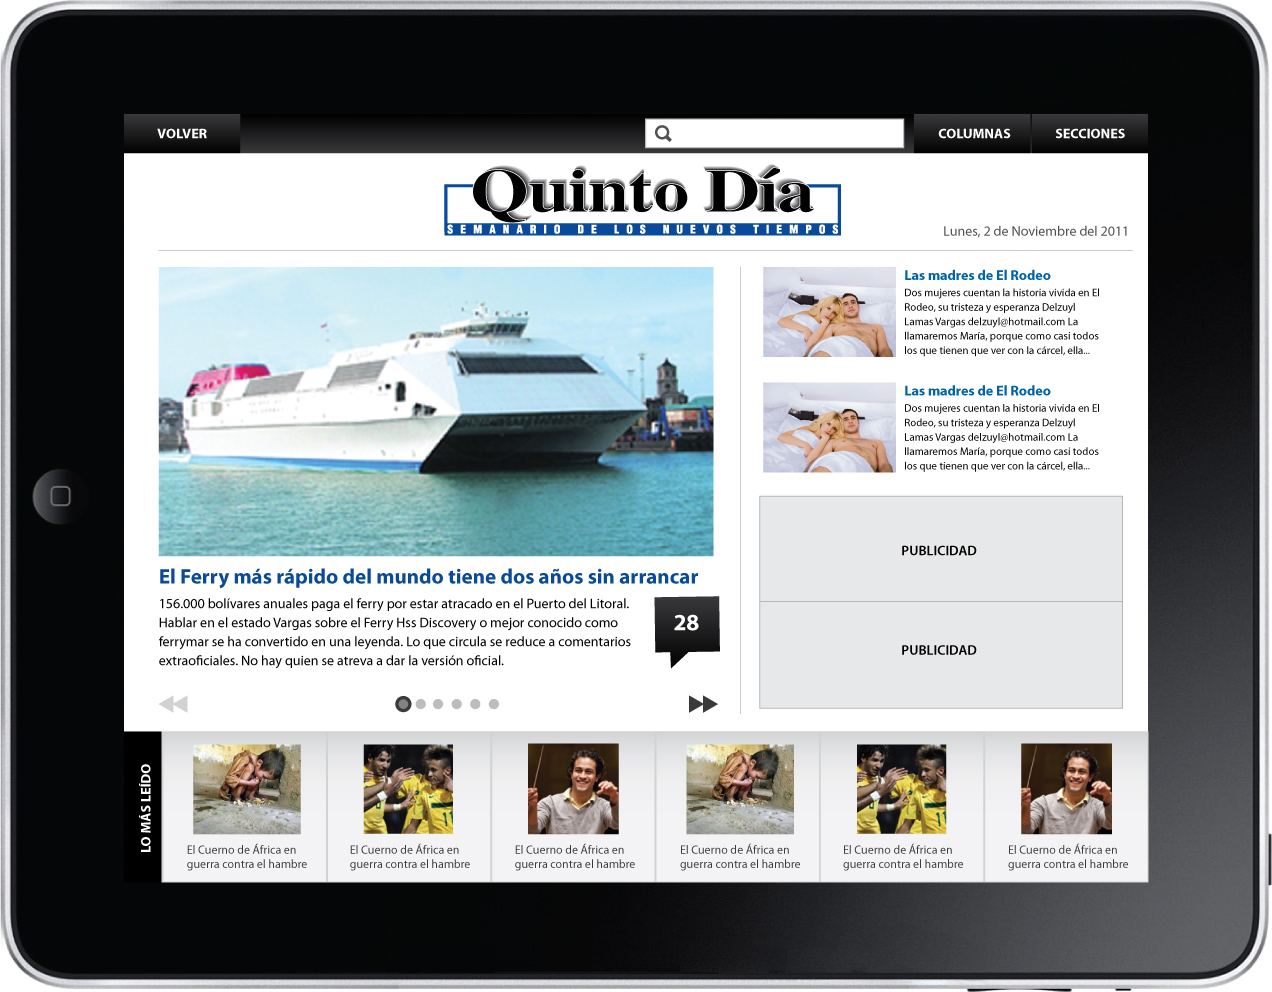 VOLVER
COLUMNAS
SECCIONES
Quinto Día
SEMANARIO DE LOS NUEVOS TIEMPOS
Lunes, 2 de Noviembre del 2011
El Ferry más rápido del mundo tiene dos años sin arrancar
156.000 bolívares anuales paga el ferry por estar atracado en el Puerto del Litoral.
Hablar en el estado Vargas sobre el Ferry Hss Discovery o mejor conocido como
ferrymar se ha convertido en una leyenda. Lo que circula se reduce a comentarios
extraoficiales. No hay quien se atreva a dar la versión oficial.
28
Las madres de El Rodeo
Dos mujeres cuentan la historia vivida en El
Rodeo, su tristeza y esperanza Delzuyl
Lamas Vargas delzuyl@hotmail.com La
llamaremos María, porque como casi todos
los que tienen que ver con la cárcel, ella...
Las madres de El Rodeo
Dos mujeres cuentan la historia vivida en El
Rodeo, su tristeza y esperanza Delzuyl
Lamas Vargas delzuyl@hotmail.com La
llamaremos María, porque como casi todos
los que tienen que ver con la cárcel, ella...
PUBLICIDAD
PUBLICIDAD
LO MÁS LEÍDO
El Cuerno de África en
guerra contra el hambre
El Cuerno de África en
guerra contra el hambre
El Cuerno de África en
guerra contra el hambre
El Cuerno de África en
guerra contra el hambre
El Cuerno de África en
guerra contra el hambre
El Cuerno de África en
guerra contra el hambre